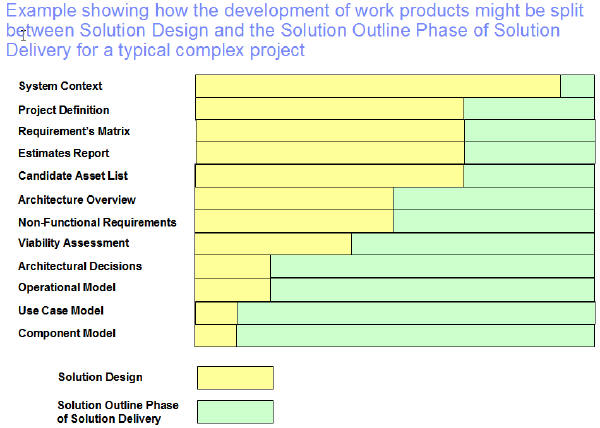 Example showing how the development of work products might be split
between Solution Design and the Solution Outline Phase of Solution
Delivery for a typical complex project
System Context
Project Definition
Requirement's Matrix
Estimates Report
Candidate Asset List
Architecture Overview
Non-Functional Requirements
Viability Assessment
Architectural Decisions
Operational Model
Use Case Model
Component Model
Solution Design
Solution Outline Phase
of Solution Delivery